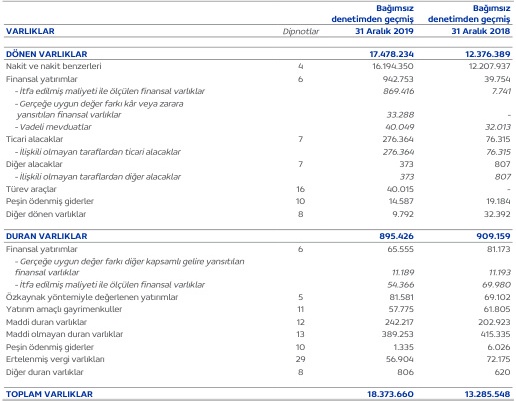 Bağımsız Bağımsız
denetimden geçmiş denetimden geçmiş
VARLIKLAR Dipnotlar 31 Aralık 2019 31 Aralık 2018
DÖNEN VARLIKLAR 17.478.234 12.376.389
Nakit ve nakit benzerleri 4 16.194.350 12.207.937
Finansal yatırımlar 6 942.753 39.754
- İtfa edilmiş maliyeti ile ölçülen finansal varlıklar 869.416 7.741
- Gerçeğe uygun değer farkı kâr veya zarara
yansıtılan finansal varlıklar 33.288 -
- Vadeli mevduatlar 40.049 32.013
Ticari alacaklar 7 276.364 76.315
- İlişkili olmayan taraflardan ticari alacaklar 276.364 76.315
Diğer alacaklar 7 373 807
- İlişkili olmayan taraflardan diğer alacaklar 373 807
Türev araçlar 16 40.015 -
Peşin ödenmiş giderler 10 14.587 19.184
Diğer dönen varlıklar 8 9.792 32.392
DURAN VARLIKLAR 895.426 909.159
Finansal yatırımlar 6 65.555 81.173
- Gerçeğe uygun değer farkı diğer kapsamlı gelire yansıtılan
finansal varlıklar 11.189 11.193
- İtfa edilmiş maliyeti ile ölçülen finansal varlıklar 54.366 69.980
Özkaynak yöntemiyle değerlenen yatırımlar 5 81.581 69.102
Yatırım amaçlı gayrimenkuller 11 57.775 61.805
Maddi duran varlıklar 12 242.217 202.923
Maddi olmayan duran varlıklar 13 389.253 415.335
Peşin ödenmiş giderler 10 1.335 6.026
Ertelenmiş vergi varlıkları 29 56.904 72.175
Diğer duran varlıklar 8 806 620
TOPLAM VARLIKLAR 18.373.660 13.285.548